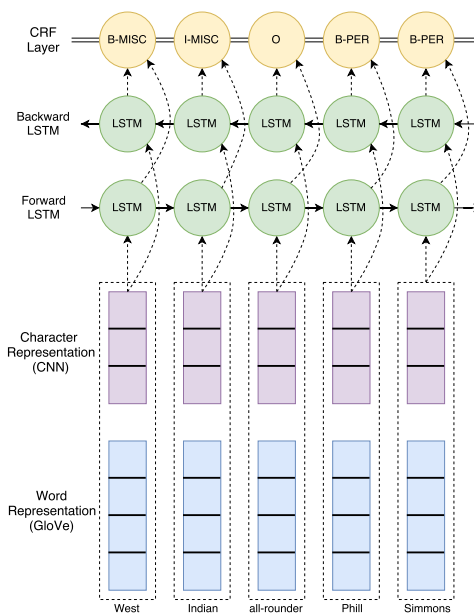 CRF
Layer
B-MISC I-MISC O B-PER B-PER
Backward
LSTM
LSTM LSTM LSTM LSTM LSTM
Forward
LSTM
LSTM LSTM LSTM LSTM LSTM
Character
Representation
(CNN)
Word
Representation
(GloVe)
West Indian all-rounder Phill Simmons